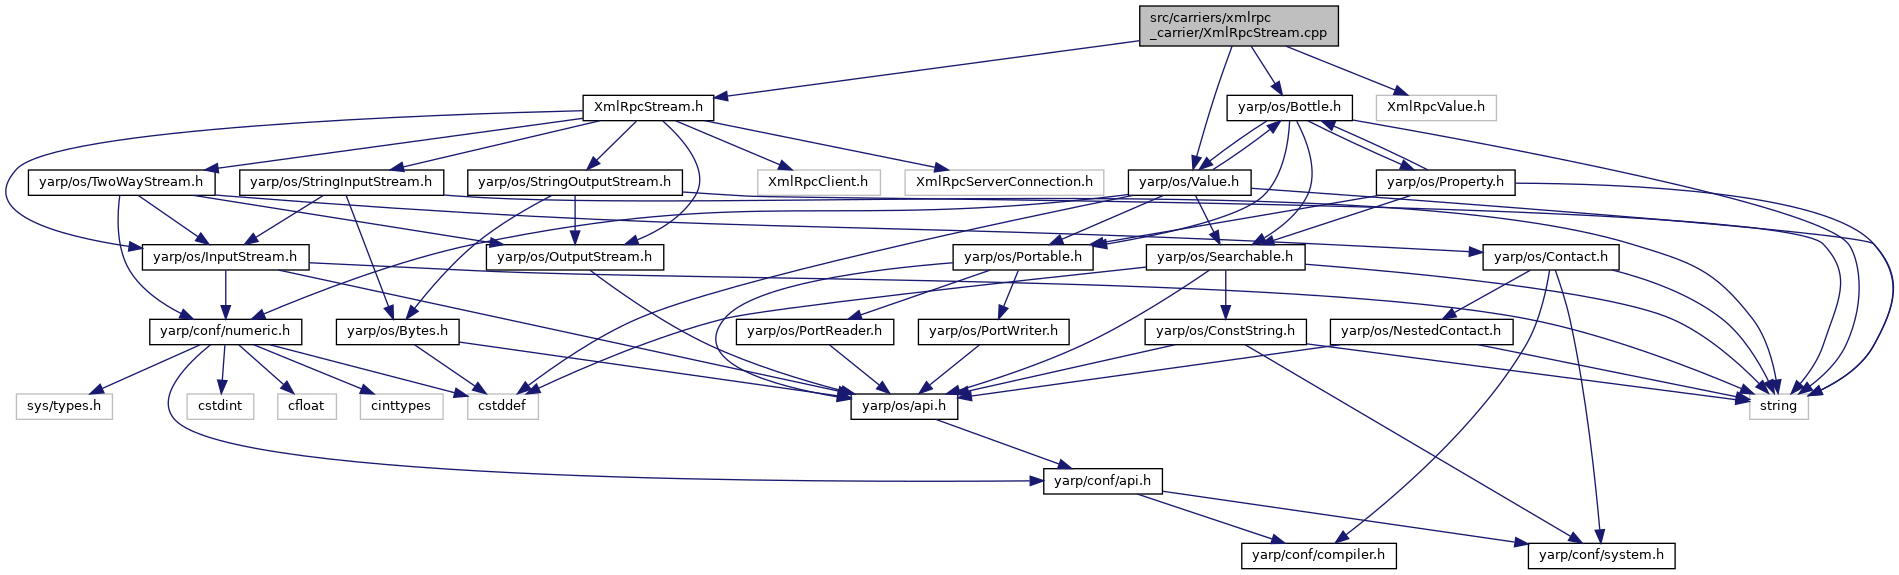 src/carriers/xmlrpc
_carrier/XmlRpcStream.cpp
XmlRpcStream.h
yarp/os/Bottle.h
XmlRpcValue.h
yarp/os/TwoWayStream.h
yarp/os/StringInputStream.h
yarp/os/StringOutputStream.h
XmlRpcClient.h
XmlRpcServerConnection.h
yarp/os/Value.h
yarp/os/Property.h
yarp/os/InputStream.h
yarp/os/OutputStream.h
yarp/os/Portable.h
yarp/os/Searchable.h
yarp/os/Contact.h
yarp/conf/numeric.h
yarp/os/Bytes.h
yarp/os/PortReader.h
yarp/os/PortWriter.h
yarp/os/ConstString.h
yarp/os/NestedContact.h
sys/types.h
cstdint
cfloat
cinttypes
cstddef
yarp/os/api.h
string
yarp/conf/api.h
yarp/conf/compiler.h
yarp/conf/system.h